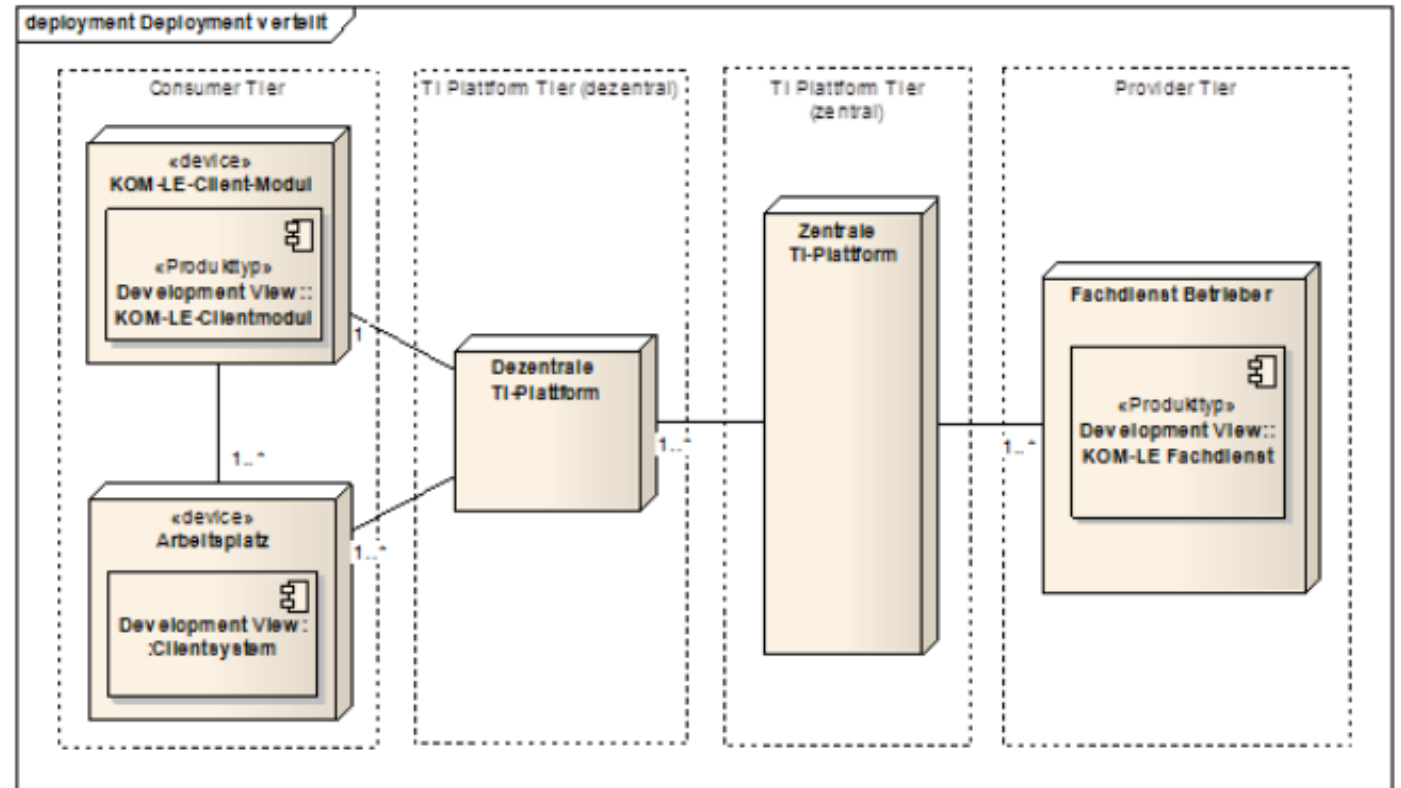 deployment Deployment verteilt
Consumer Tier
TI Plattform Tier (dezentral)
TI Plattform Tier
(zentral)
Provider Tier
«device»
KOM-LE-Client-Modul
«Produkttyp»
Development View::
KOM-LE-Clientmodul
1
1..*
«device»
Arbeitsplatz
Development View:
:Clientsystem
1..*
Dezentrale
TI-Plattform
1..*
Zentrale
TI-Plattform
1..*
Fachdienst Betrieber
«Produkttyp»
Development View::
KOM-LE Fachdienst